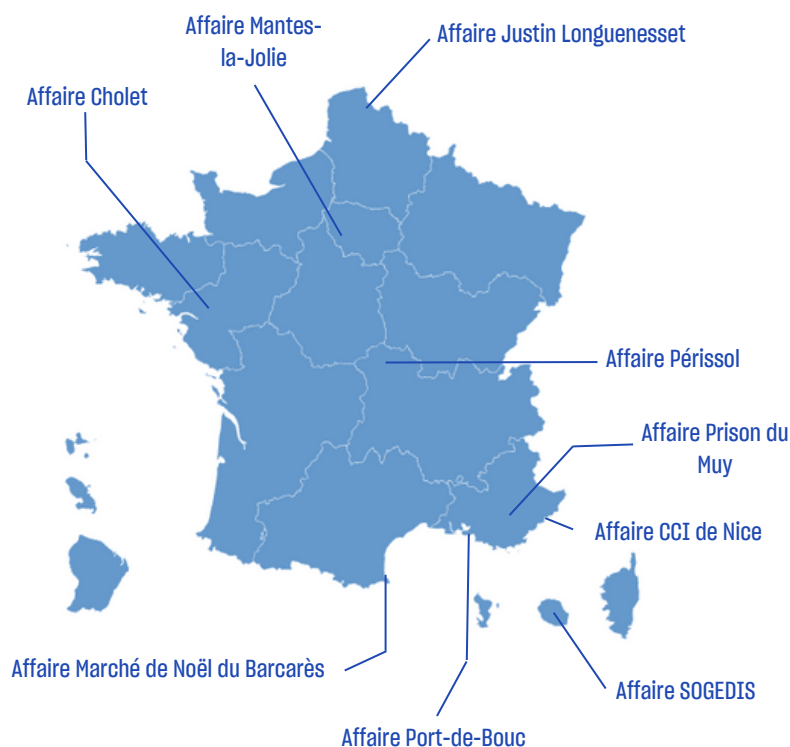 Affaire Mantes-
la-Jolie
Affaire Justin Longuenesset
Affaire Cholet
Affaire Périssol
Affaire Prison du
Muy
Affaire CCI de Nice
Affaire Marché de Noël du Barcarès
Affaire SOGEDIS
Affaire Port-de-Bouc